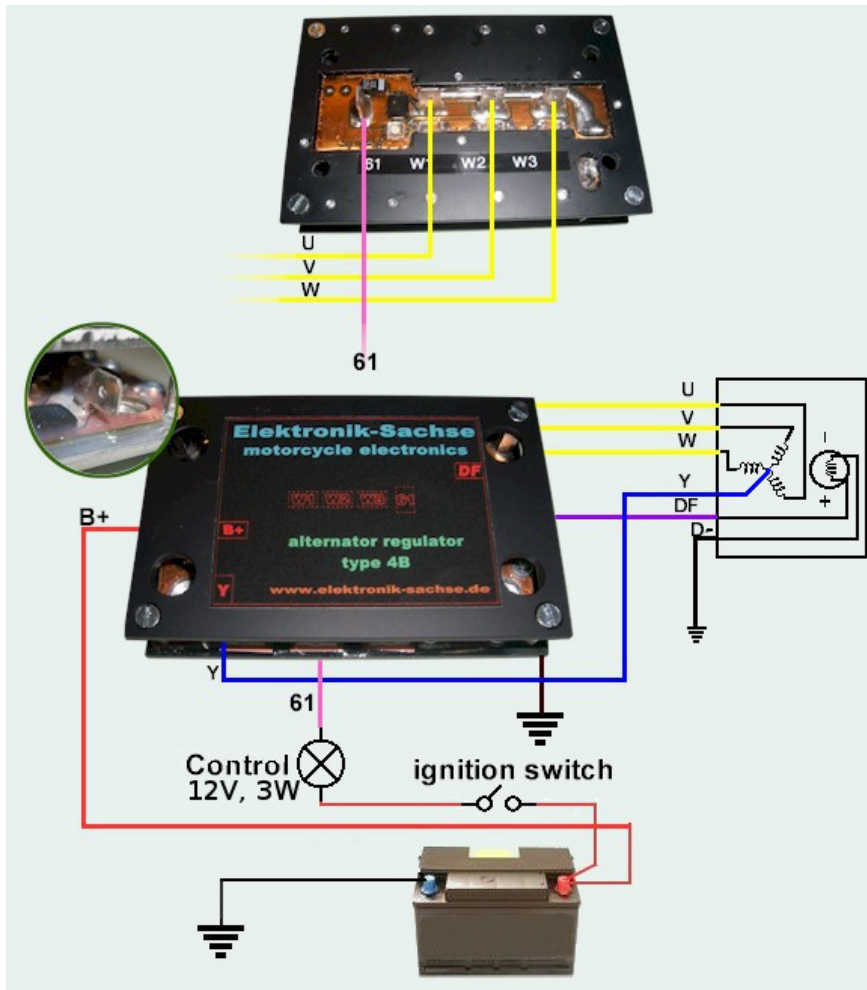 61 W1 W2 W3
U
V
W
61
Elektronik-Sachse
motorcycle electronics
DF
W1 W2 W3 61
B+
alternator regulator
type 4B
Y
www.elektronik-sachse.de
B+
U
V
W
Y
DF
D-
−
+
Y
61
Control
12V, 3W
ignition switch